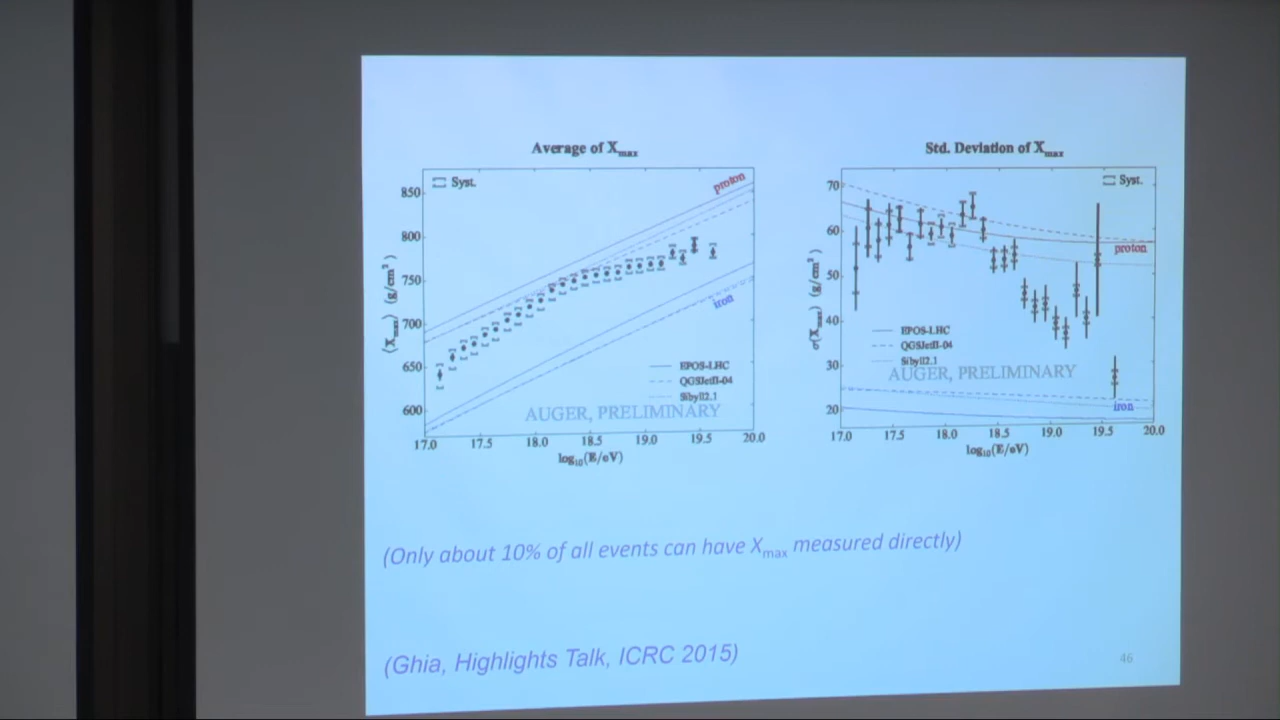 Average of Xmax
Syst.
proton
850
800
750
700
650
600
⟨Xmax⟩ (g/cm²)
iron
EPOS-LHC
QGSJetII-04
Sibyll2.1
AUGER, PRELIMINARY
17.0 17.5 18.0 18.5 19.0 19.5 20.0
log10(E/eV)
Std. Deviation of Xmax
Syst.
70
60
50
40
30
20
σ(Xmax) (g/cm²)
proton
EPOS-LHC
QGSJetII-04
Sibyll2.1
AUGER, PRELIMINARY
iron
17.0 17.5 18.0 18.5 19.0 19.5 20.0
log10(E/eV)
(Only about 10% of all events can have Xmax measured directly)
(Ghia, Highlights Talk, ICRC 2015)
46